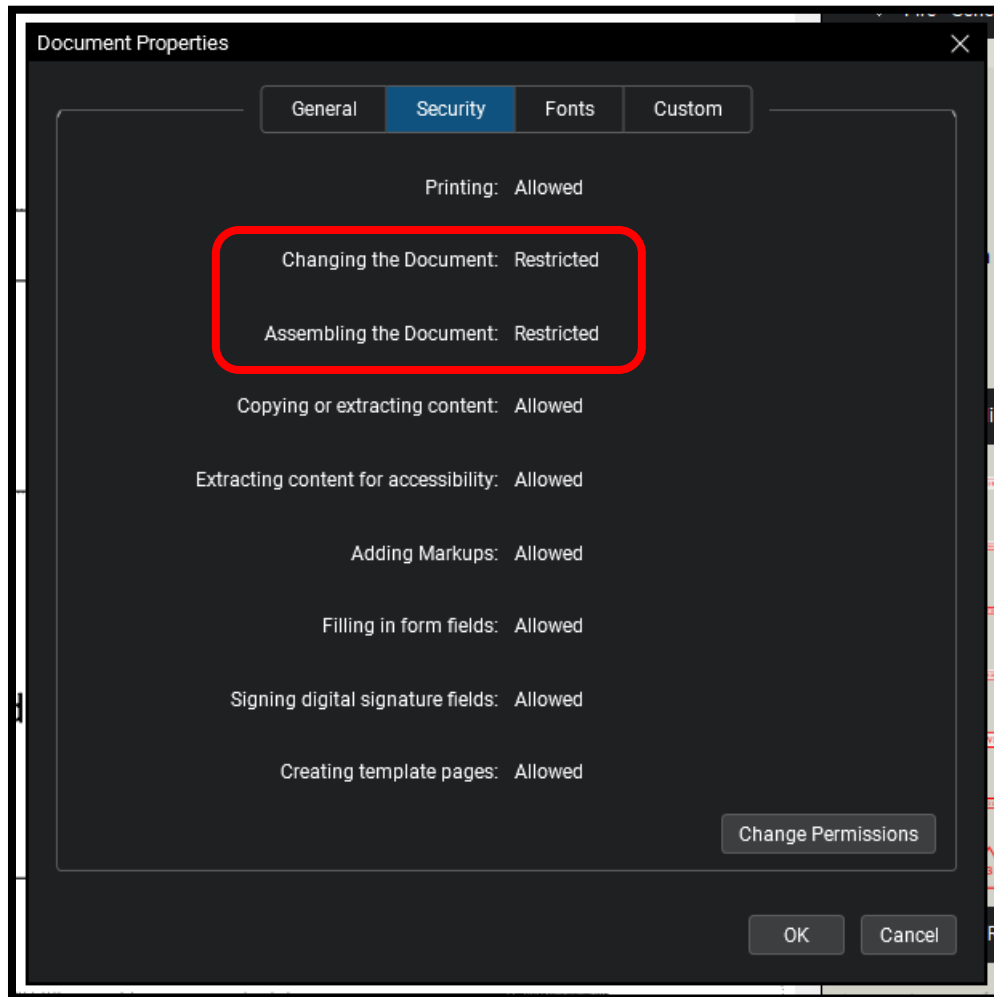 Document Properties
General Security Fonts Custom
Printing: Allowed
Changing the Document: Restricted
Assembling the Document: Restricted
Copying or extracting content: Allowed
Extracting content for accessibility: Allowed
Adding Markups: Allowed
Filling in form fields: Allowed
Signing digital signature fields: Allowed
Creating template pages: Allowed
Change Permissions
OK Cancel